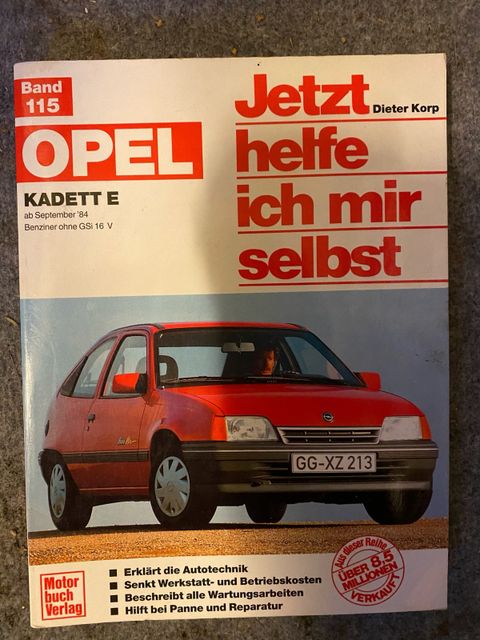 Band
115
OPEL
KADETT E
ab September '84
Benziner ohne GSi 16 V
Jetzt
Dieter Korp
helfe
ich mir
selbst
GG-XZ 213
Motor
buch
Verlag
Erklärt die Autotechnik
Senkt Werkstatt- und Betriebskosten
Beschreibt alle Wartungsarbeiten
Hilft bei Panne und Reparatur
Aus dieser Reihe
ÜBER 8,5
MILLIONEN
VERKAUFT